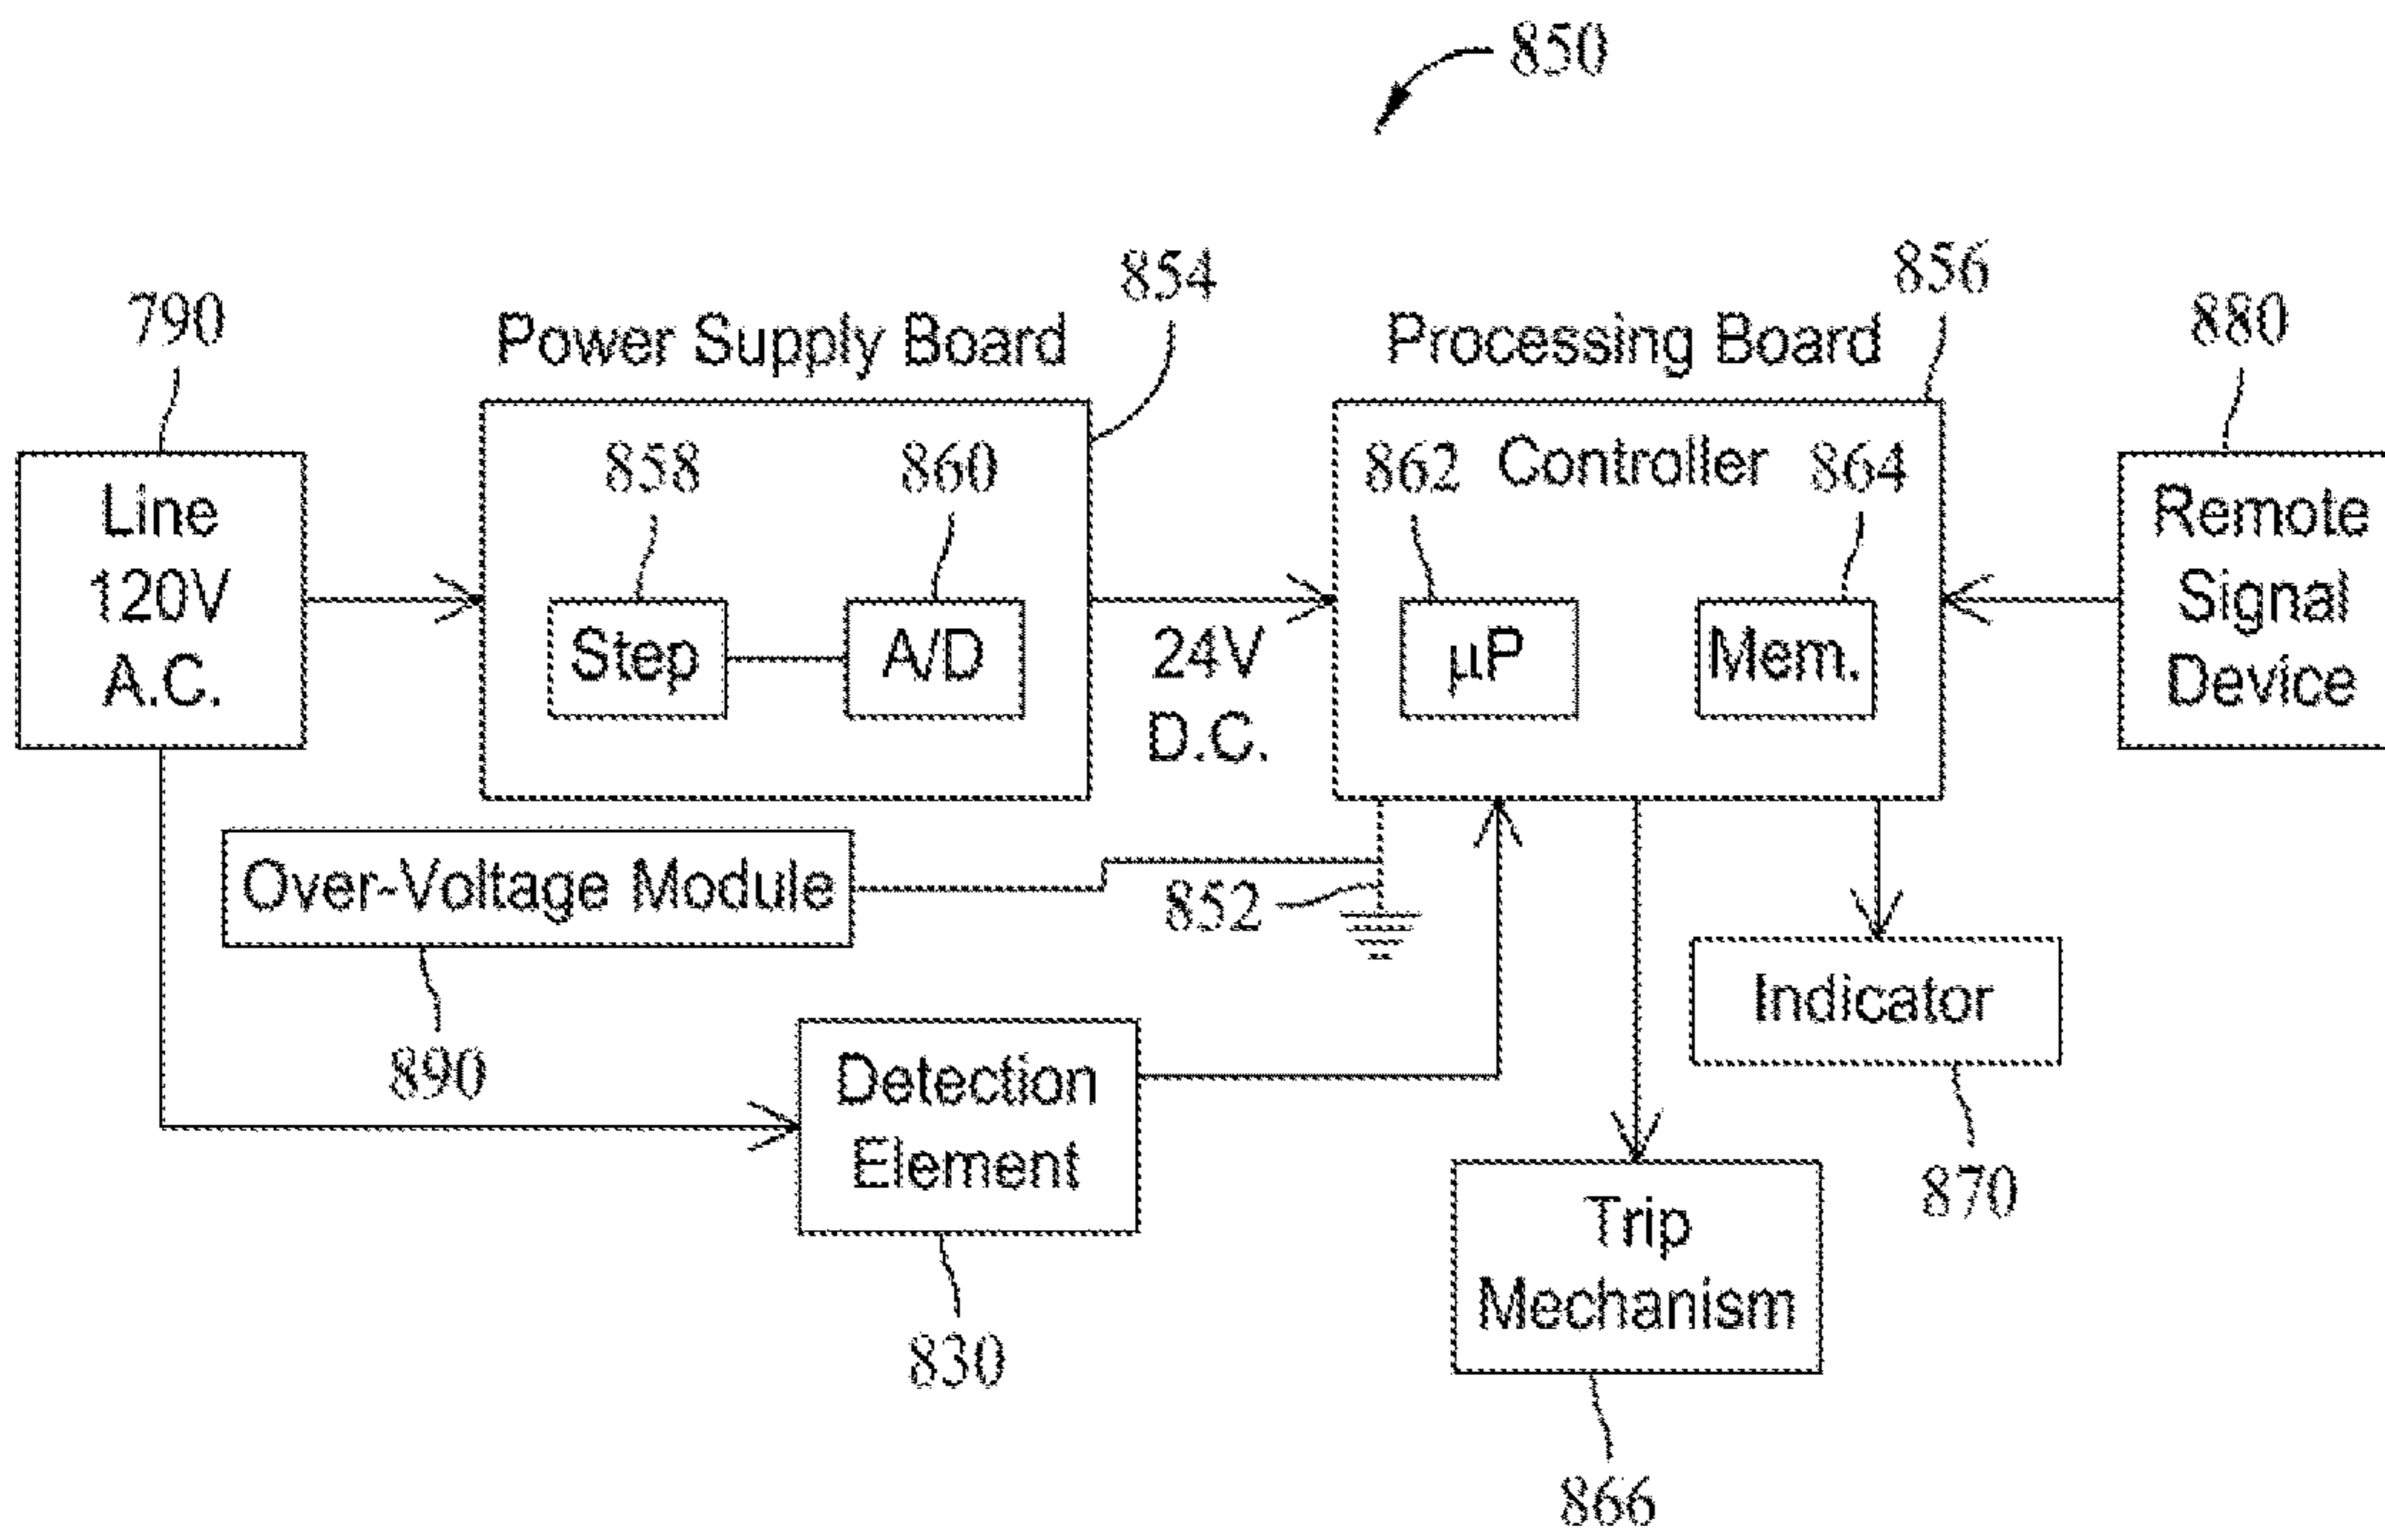 850
790
Power Supply Board
854
Processing Board
856
880
Line
120V
A.C.
858
860
Step
A/D
24V
D.C.
862
Controller
864
µP
Mem.
Remote
Signal
Device
Over-Voltage Module
890
852
Indicator
870
Detection
Element
830
Trip
Mechanism
866